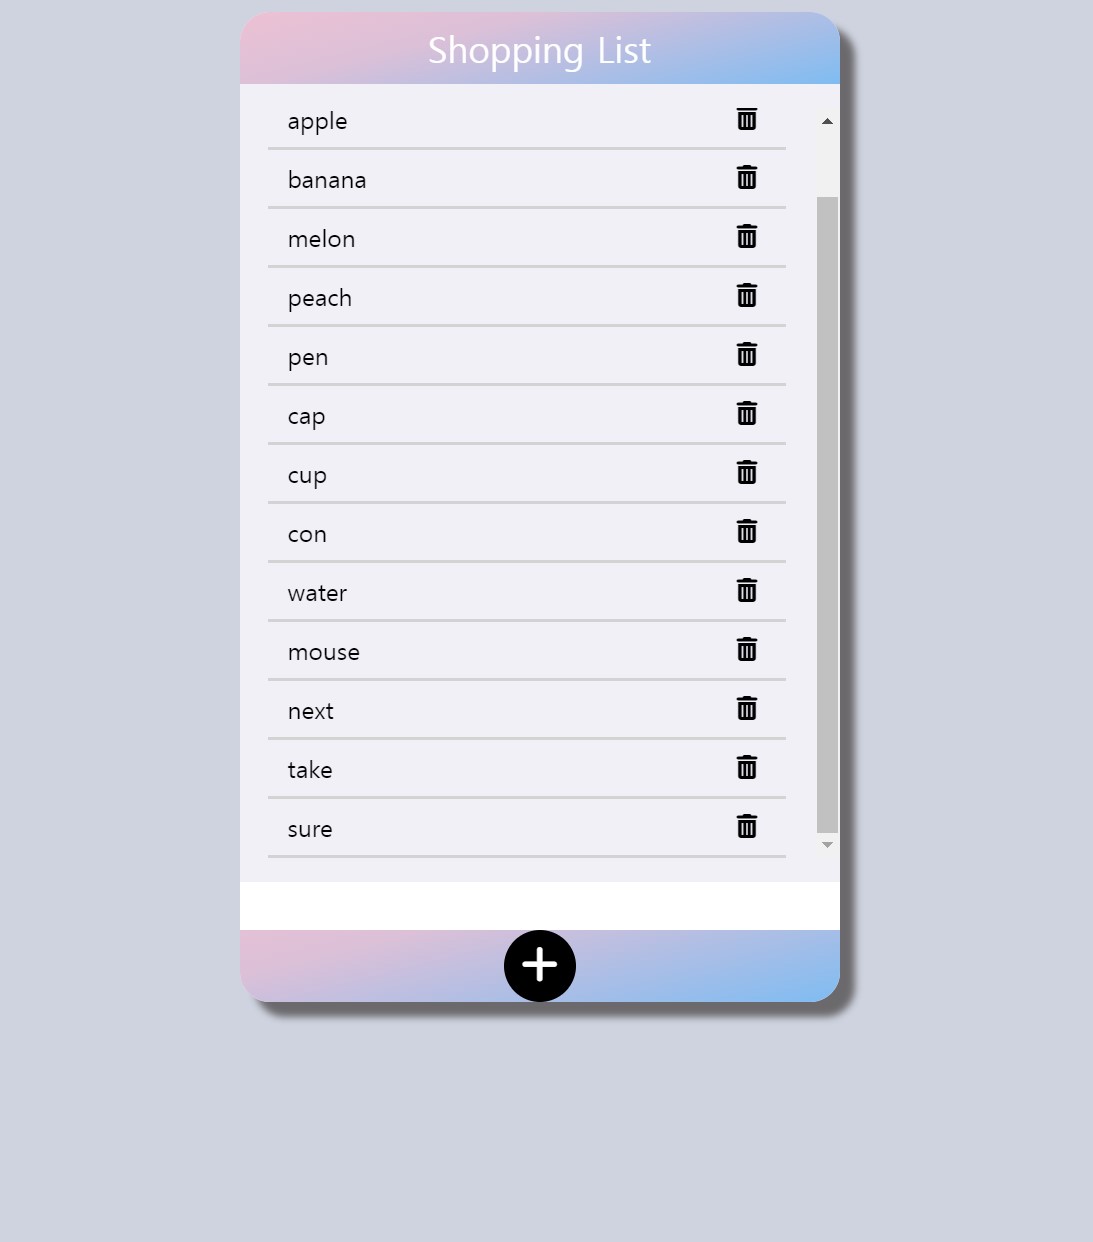 Shopping List
apple
banana
melon
peach
pen
cap
cup
con
water
mouse
next
take
sure